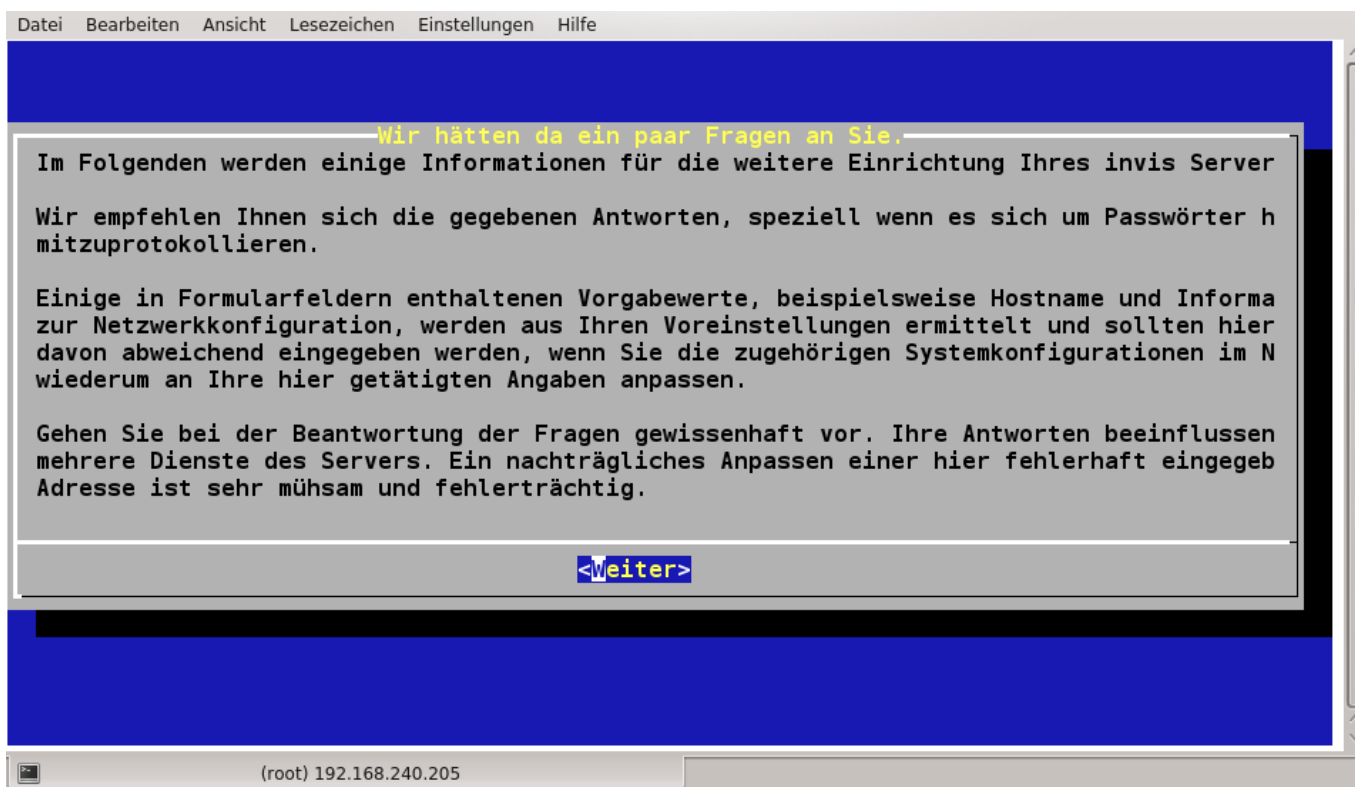 Datei Bearbeiten Ansicht Lesezeichen Einstellungen Hilfe
Wir hätten da ein paar Fragen an Sie.
Im Folgenden werden einige Informationen für die weitere Einrichtung Ihres invis Server
Wir empfehlen Ihnen sich die gegebenen Antworten, speziell wenn es sich um Passwörter h
mitzuprotokollieren.
Einige in Formularfeldern enthaltenen Vorgabewerte, beispielsweise Hostname und Informa
zur Netzwerkkonfiguration, werden aus Ihren Voreinstellungen ermittelt und sollten hier
davon abweichend eingegeben werden, wenn Sie die zugehörigen Systemkonfigurationen im N
wiederum an Ihre hier getätigten Angaben anpassen.
Gehen Sie bei der Beantwortung der Fragen gewissenhaft vor. Ihre Antworten beeinflussen
mehrere Dienste des Servers. Ein nachträgliches Anpassen einer hier fehlerhaft eingegeb
Adresse ist sehr mühsam und fehlerträchtig.
<Weiter>
(root) 192.168.240.205